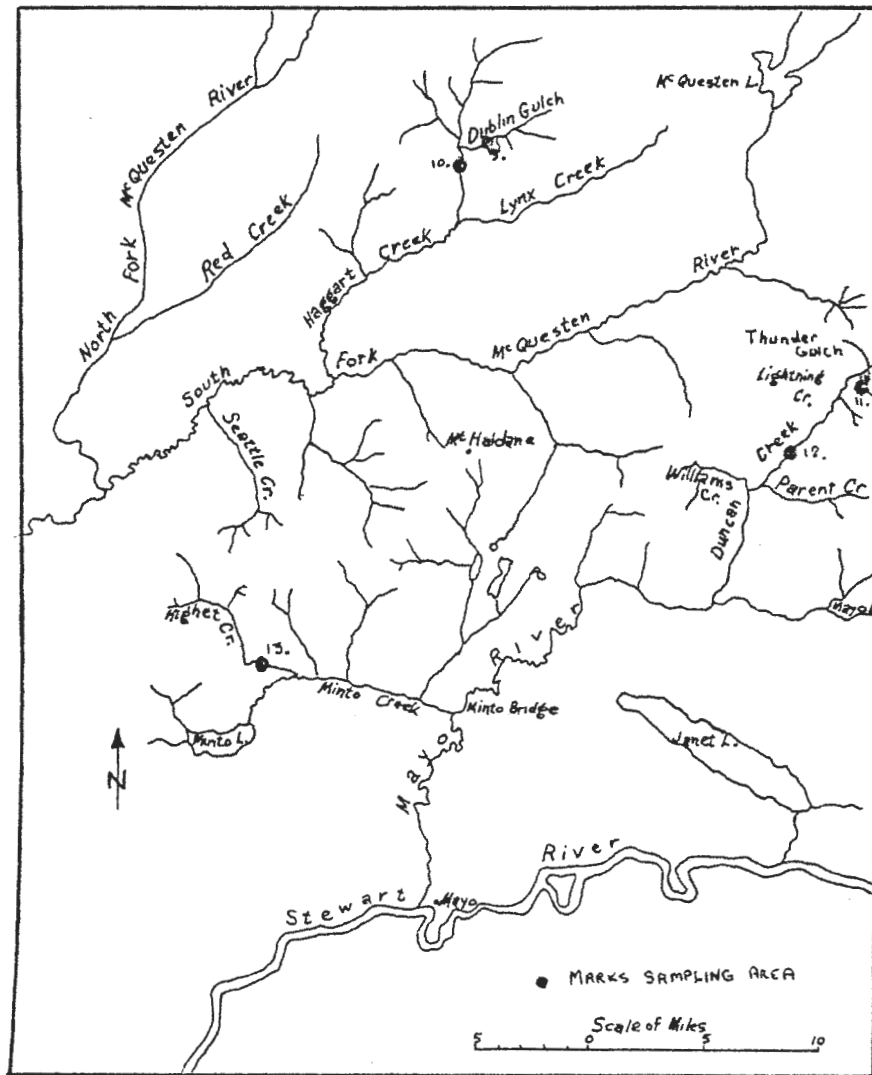 North Fork McQuesten River
McQuesten L.
Dublin Gulch
9.
10.
Red Creek
Lynx Creek
Haggart Creek
South Fork McQuesten River
Thunder
Gulch
Lightning
Cr.
11.
Seattle Cr.
Mt Haldane
12.
Williams
Cr.
Parent Cr
Duncan Creek
Highet Cr.
13.
Minto Creek
Minto Bridge
Minto L.
N
Mayo River
Janet L.
Stewart River
Mayo
MARKS SAMPLING AREA
Scale of Miles
5 0 5 10